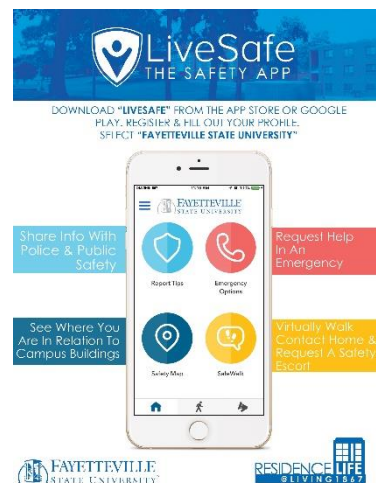 LiveSafe
THE SAFETY APP
DOWNLOAD "LIVESAFE" FROM THE APP STORE OR GOOGLE
PLAY. REGISTER & FILL OUT YOUR PROFILE.
SELECT "FAYETTEVILLE STATE UNIVERSITY"
FAYETTEVILLE
STATE UNIVERSITY
Share Info With
Police & Public
Safety
Report Tips
Emergency
Options
Request Help
In An
Emergency
See Where You
Are In Relation To
Campus Buildings
Safety Map
SafeWalk
Virtually Walk
Contact Home &
Request A Safety
Escort
FAYETTEVILLE
STATE UNIVERSITY
RESIDENCE LIFE
@LIVING1867